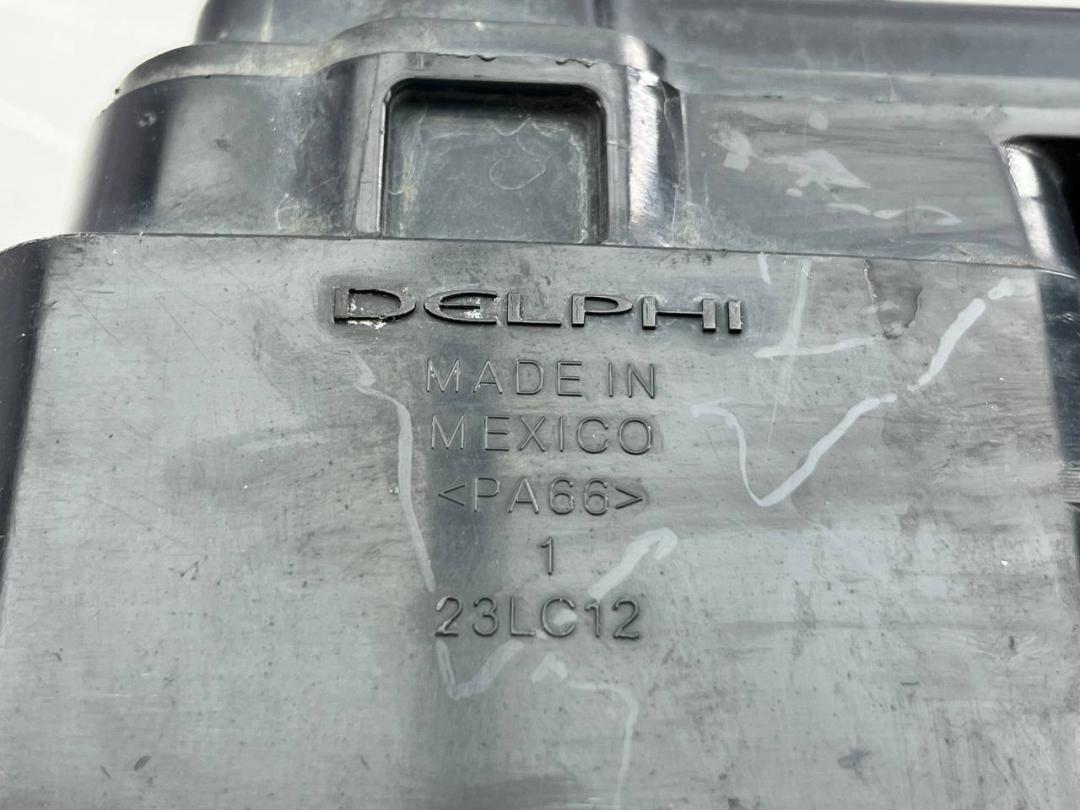 DELPHI
MADE IN
MEXICO
<PA66>
1
23LC12